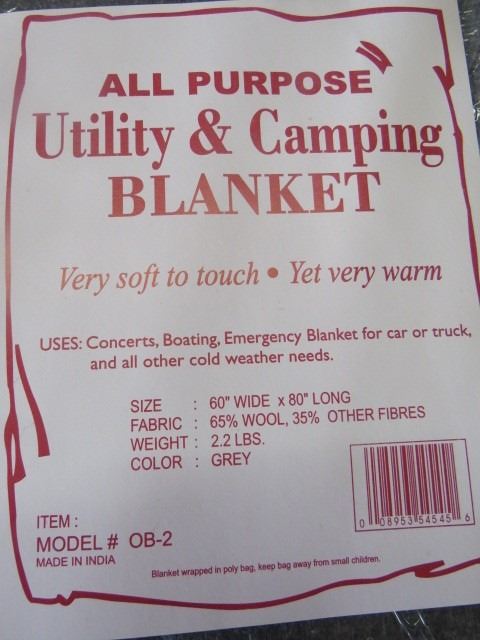 ALL PURPOSE
Utility & Camping
BLANKET
Very soft to touch • Yet very warm
USES: Concerts, Boating, Emergency Blanket for car or truck,
and all other cold weather needs.
SIZE : 60" WIDE x 80" LONG
FABRIC : 65% WOOL, 35% OTHER FIBRES
WEIGHT : 2.2 LBS.
COLOR : GREY
0 08953 54545 6
ITEM :
MODEL # OB-2
MADE IN INDIA
Blanket wrapped in poly bag, keep bag away from small children.